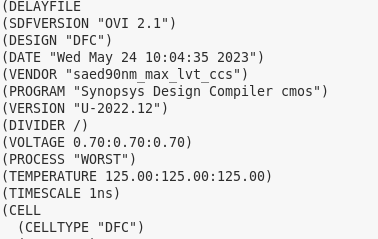 (DELAYFILE
(SDFVERSION "OVI 2.1")
(DESIGN "DFC")
(DATE "Wed May 24 10:04:35 2023")
(VENDOR "saed90nm_max_lvt_ccs")
(PROGRAM "Synopsys Design Compiler cmos")
(VERSION "U-2022.12")
(DIVIDER /)
(VOLTAGE 0.70:0.70:0.70)
(PROCESS "WORST")
(TEMPERATURE 125.00:125.00:125.00)
(TIMESCALE 1ns)
(CELL
  (CELLTYPE "DFC")